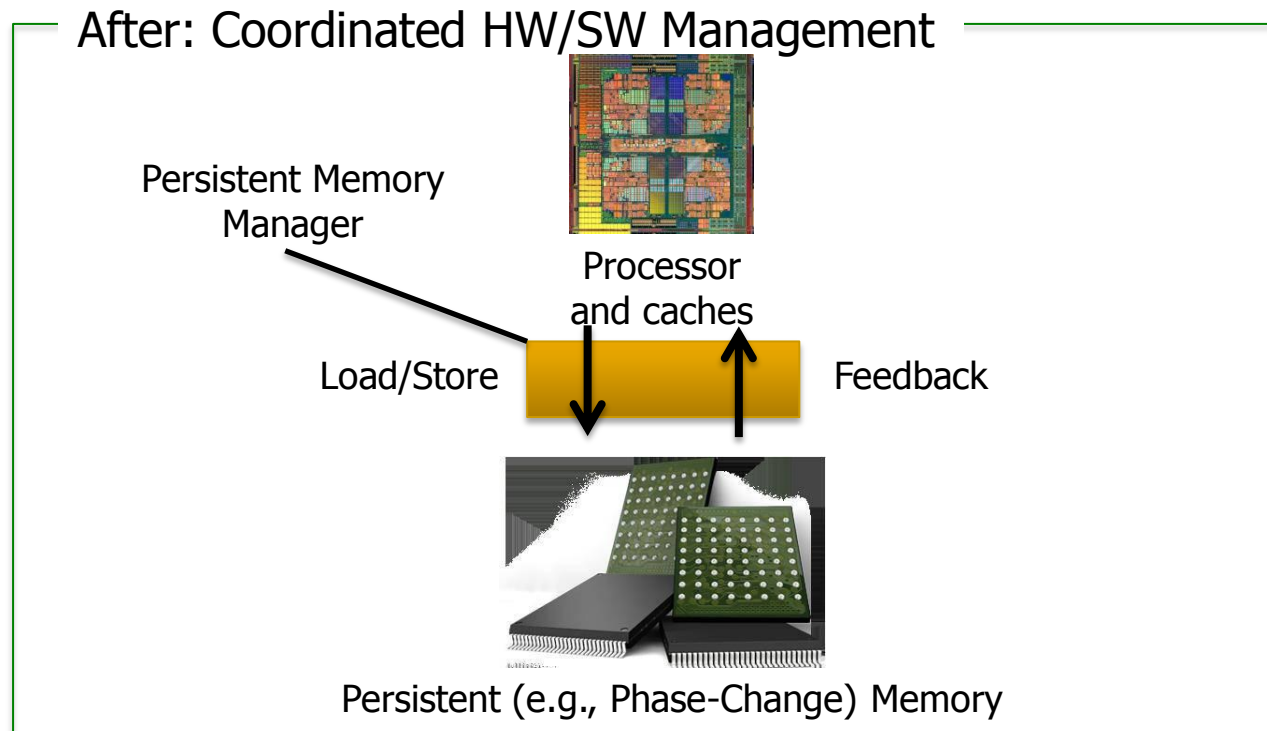 After: Coordinated HW/SW Management
Persistent Memory
Manager
Processor
and caches
Load/Store
Feedback
Persistent (e.g., Phase-Change) Memory